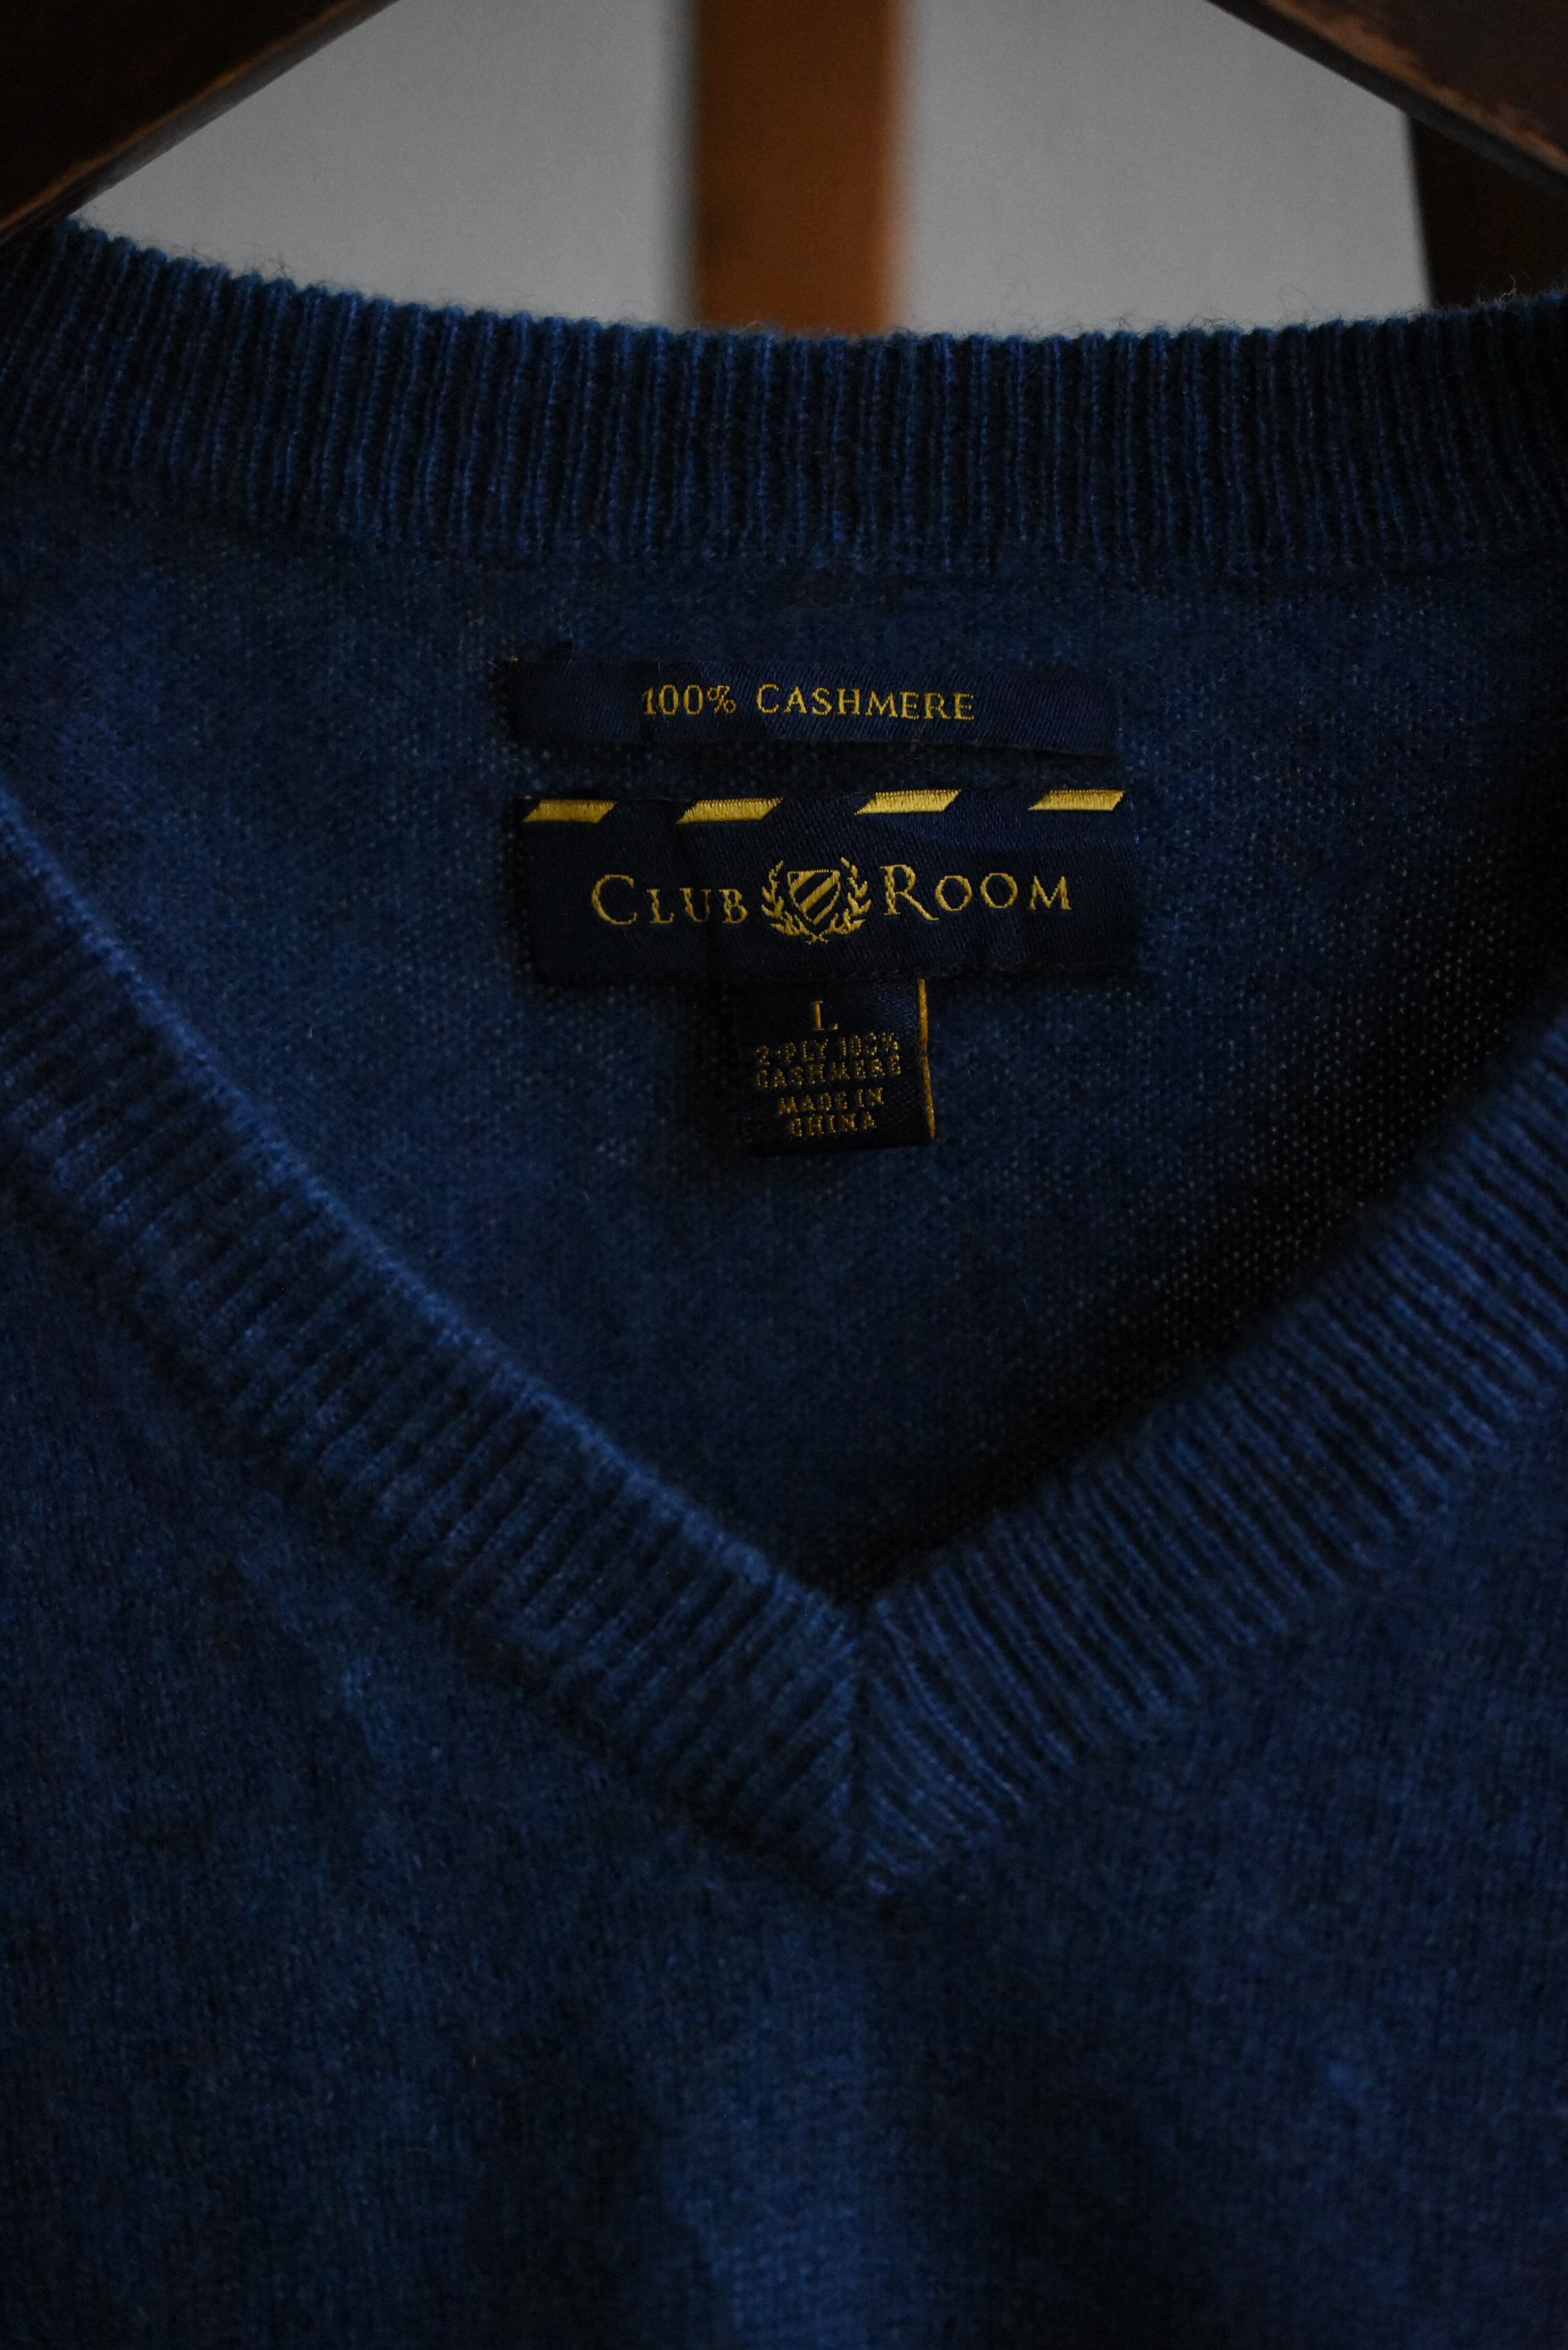 100% CASHMERE
CLUB ROOM
L
2-PLY 100%
CASHMERE
MADE IN
CHINA